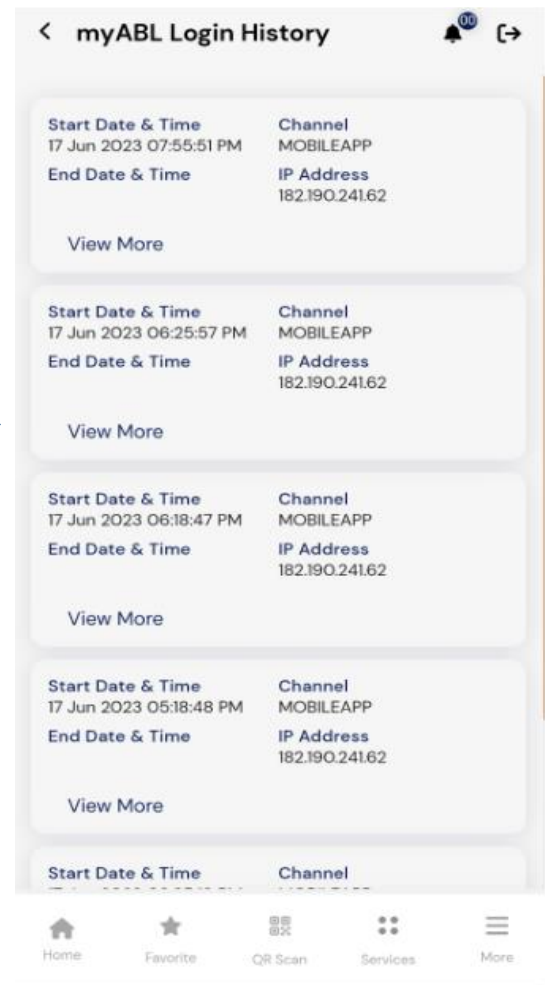 myABL Login History
00
Start Date & Time Channel
17 Jun 2023 07:55:51 PM MOBILEAPP
End Date & Time IP Address
182.190.241.62
View More
Start Date & Time Channel
17 Jun 2023 06:25:57 PM MOBILEAPP
End Date & Time IP Address
182.190.241.62
View More
Start Date & Time Channel
17 Jun 2023 06:18:47 PM MOBILEAPP
End Date & Time IP Address
182.190.241.62
View More
Start Date & Time Channel
17 Jun 2023 05:18:48 PM MOBILEAPP
End Date & Time IP Address
182.190.241.62
View More
Start Date & Time Channel
Home Favorite QR Scan Services More